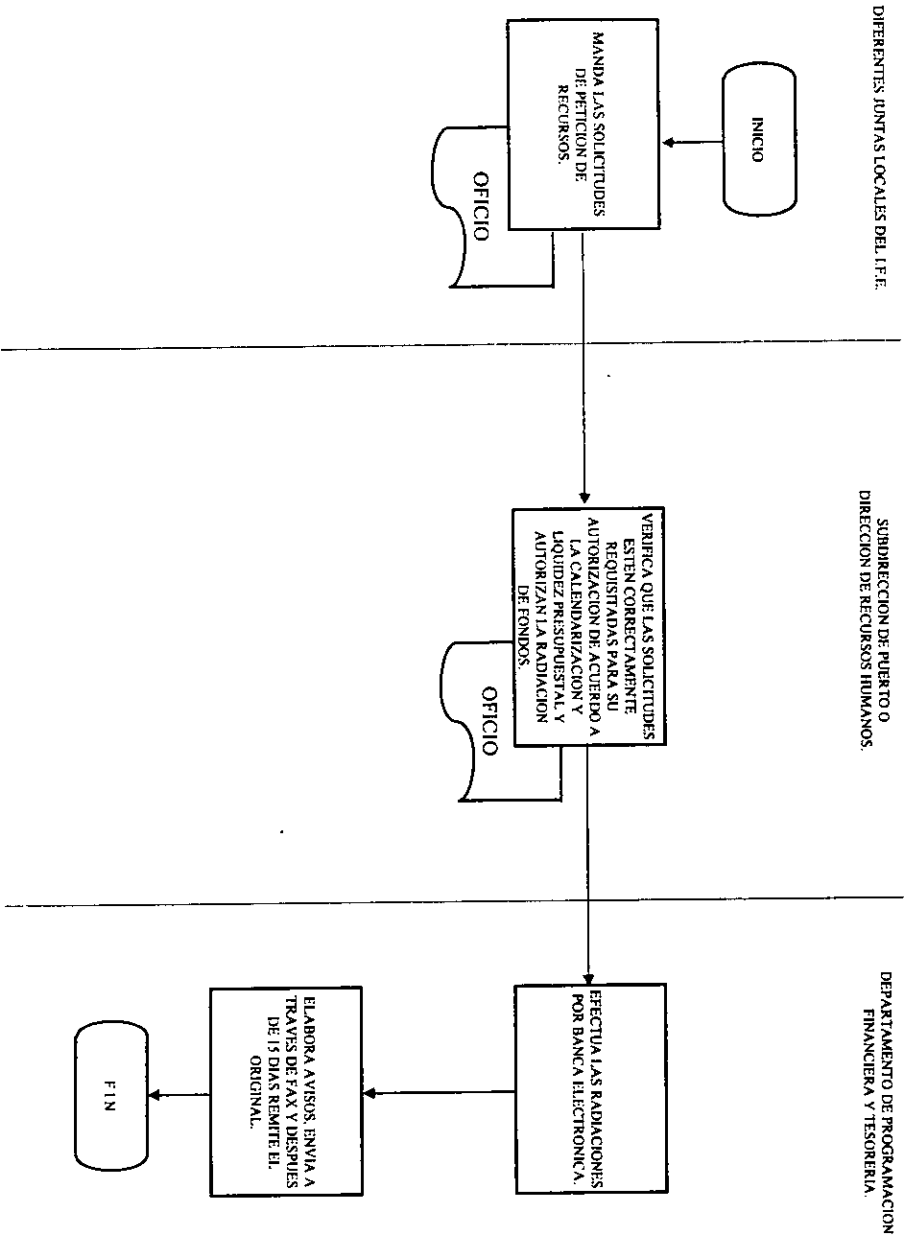 DIFERENTES JUNTAS LOCALES DEL I.F.E.
INICIO
MANDA LAS SOLICITUDES
DE PETICION DE
RECURSOS.
OFICIO
SUBDIRECCION DE PUERTO O
DIRECCION DE RECURSOS HUMANOS.
VERIFICA QUE LAS SOLICITUDES
ESTEN CORRECTAMENTE
REQUISITADAS PARA SU
AUTORIZACION DE ACUERDO A
LA CALENDARIZACION Y
LIQUIDEZ PRESUPUESTAL Y
AUTORIZAN LA RADIACION
DE FONDOS.
OFICIO
DEPARTAMENTO DE PROGRAMACION
FINANCIERA Y TESORERIA.
EFECTUA LAS RADIACIONES
POR BANCA ELECTRONICA.
ELABORA AVISOS, ENVIA A
TRAVES DE FAX Y DESPUES
DE 15 DIAS REMITE EL
ORIGINAL.
FIN